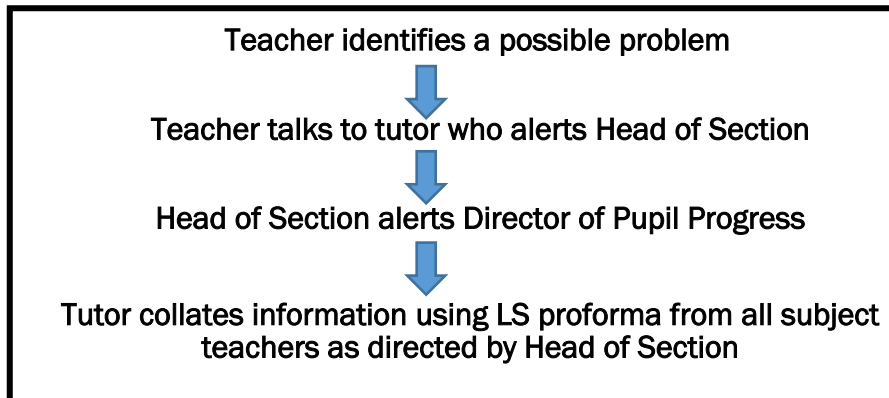 Teacher identifies a possible problem
Teacher talks to tutor who alerts Head of Section
Head of Section alerts Director of Pupil Progress
Tutor collates information using LS proforma from all subject
teachers as directed by Head of Section